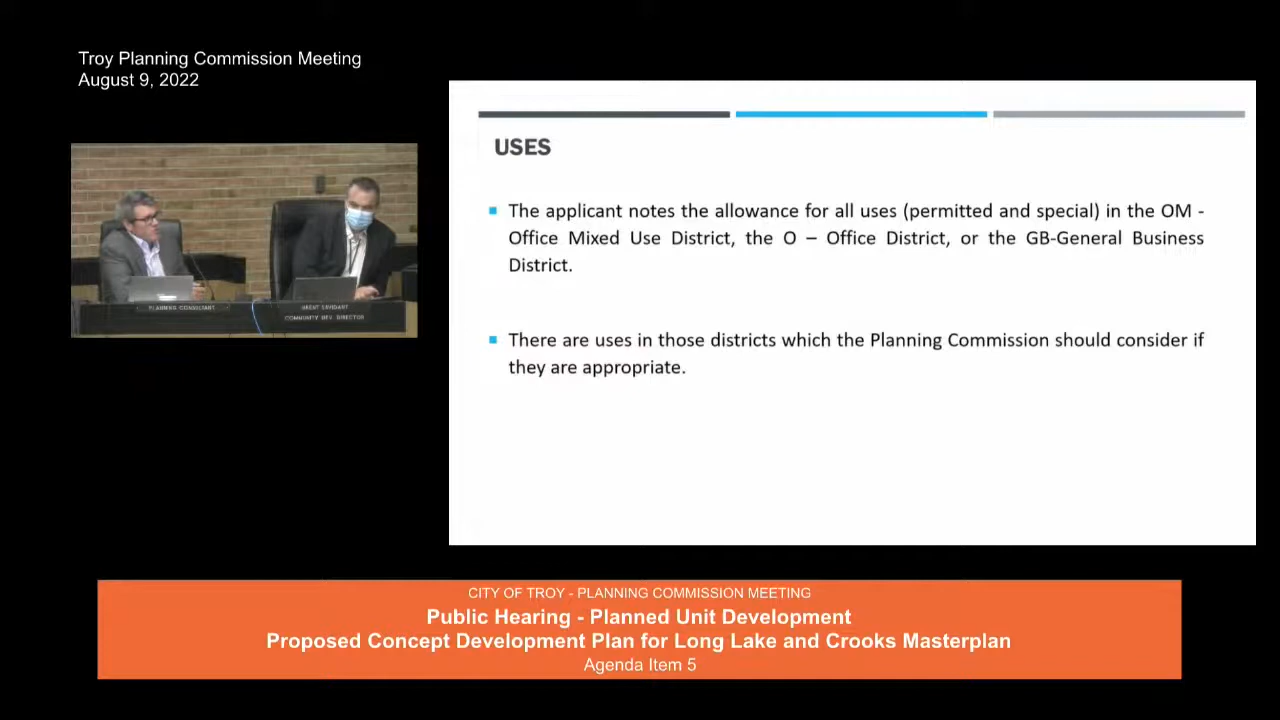 Troy Planning Commission Meeting
August 9, 2022
USES
The applicant notes the allowance for all uses (permitted and special) in the OM -
Office Mixed Use District, the O – Office District, or the GB-General Business
District.
There are uses in those districts which the Planning Commission should consider if
they are appropriate.
PLANNING CONSULTANT
COMMUNITY DEV. DIRECTOR
CITY OF TROY - PLANNING COMMISSION MEETING
Public Hearing - Planned Unit Development
Proposed Concept Development Plan for Long Lake and Crooks Masterplan
Agenda Item 5